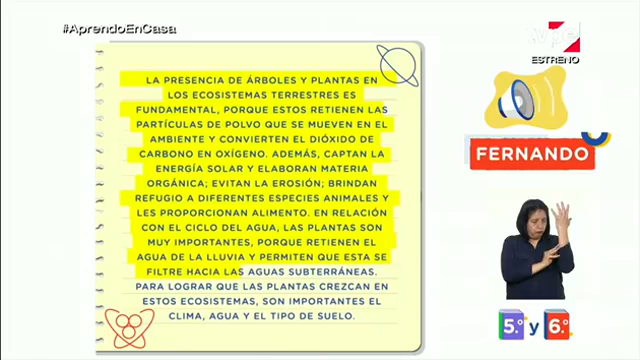 #AprendoEnCasa
ESTRENO
LA PRESENCIA DE ÁRBOLES Y PLANTAS EN
LOS ECOSISTEMAS TERRESTRES ES
FUNDAMENTAL, PORQUE ESTOS RETIENEN LAS
PARTÍCULAS DE POLVO QUE SE MUEVEN EN EL
AMBIENTE Y CONVIERTEN EL DIÓXIDO DE
CARBONO EN OXÍGENO. ADEMÁS, CAPTAN LA
ENERGÍA SOLAR Y ELABORAN MATERIA
ORGÁNICA; EVITAN LA EROSIÓN; BRINDAN
REFUGIO A DIFERENTES ESPECIES ANIMALES Y
LES PROPORCIONAN ALIMENTO. EN RELACIÓN
CON EL CICLO DEL AGUA, LAS PLANTAS SON
MUY IMPORTANTES, PORQUE RETIENEN EL
AGUA DE LA LLUVIA Y PERMITEN QUE ESTA SE
FILTRE HACIA LAS AGUAS SUBTERRÁNEAS.
PARA LOGRAR QUE LAS PLANTAS CREZCAN EN
ESTOS ECOSISTEMAS, SON IMPORTANTES EL
CLIMA, AGUA Y EL TIPO DE SUELO.
FERNANDO
5.° y 6.°